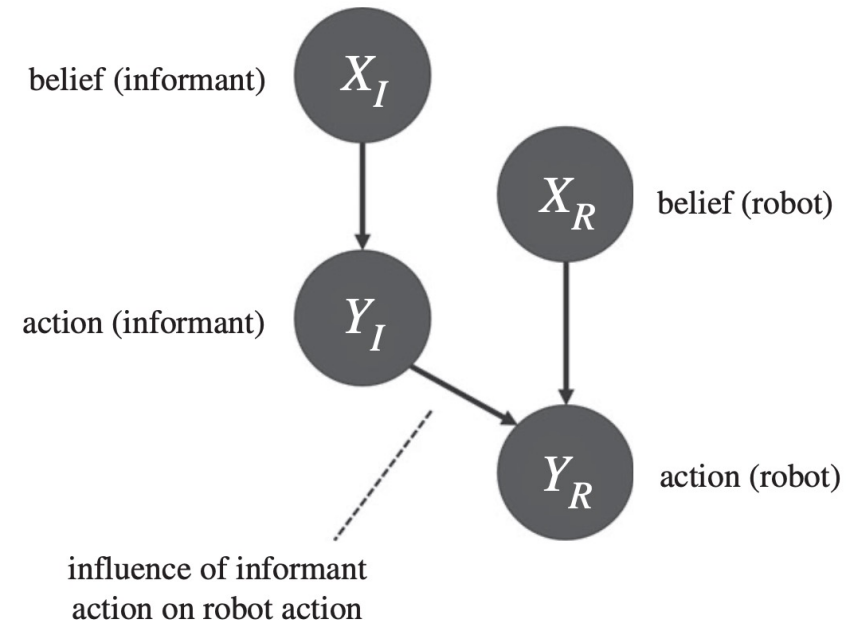 X_I
belief (informant)
X_R
belief (robot)
Y_I
action (informant)
Y_R
action (robot)
influence of informant
action on robot action